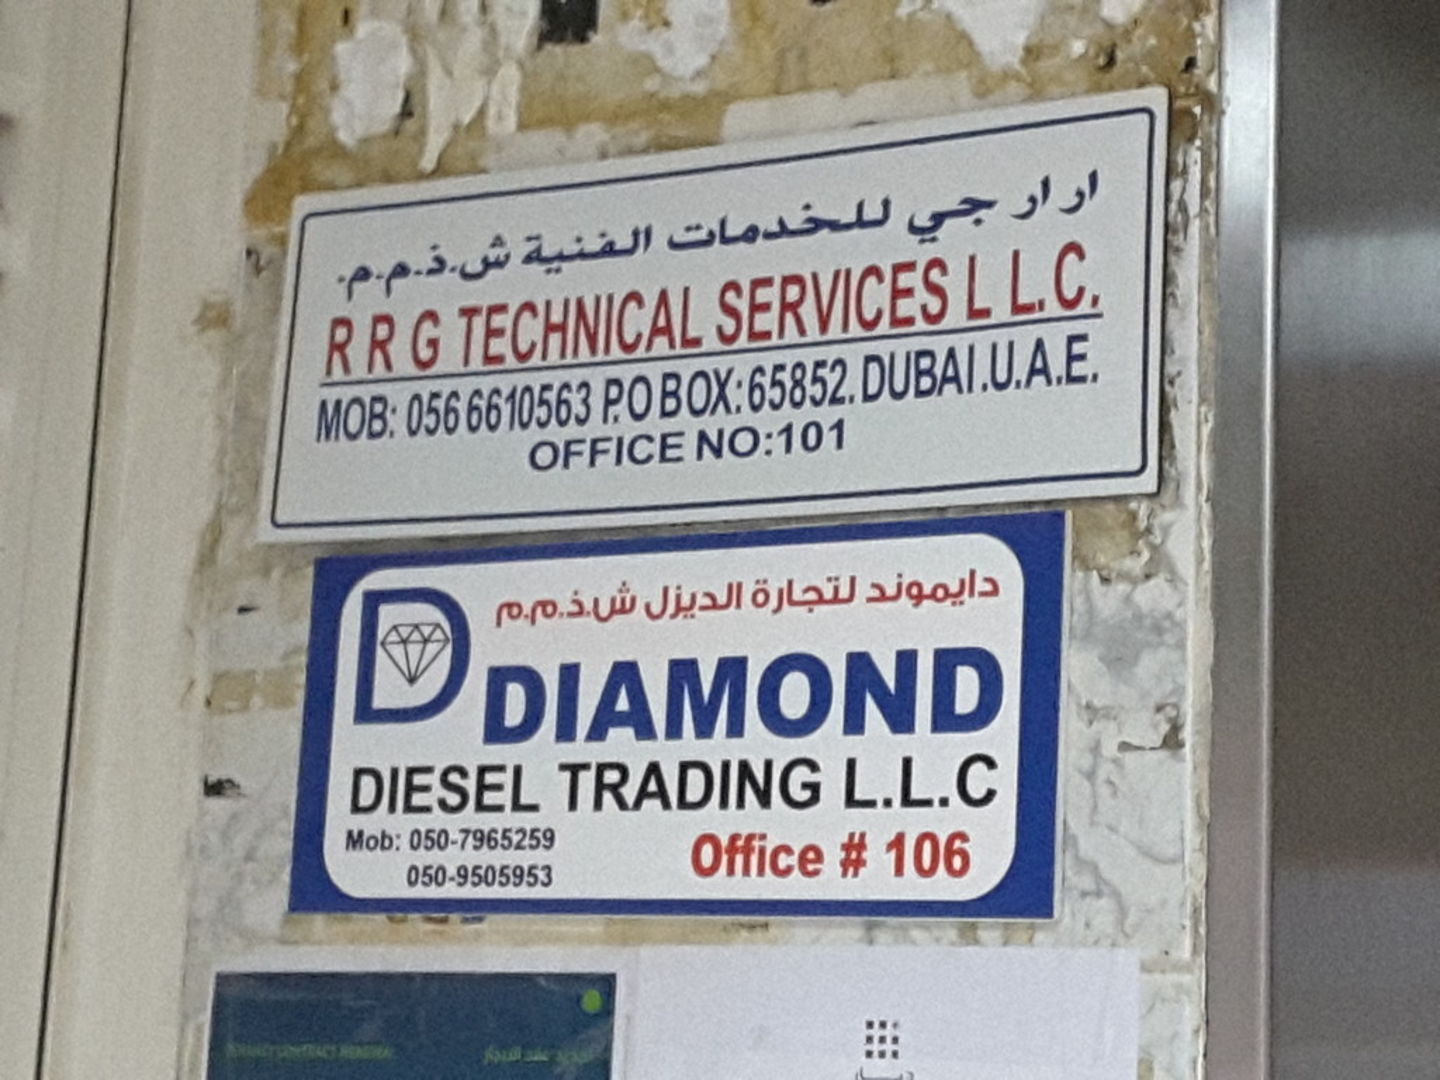 ار ار جي للخدمات الفنية ش.ذ.م.م.
R R G TECHNICAL SERVICES L L.C.
MOB: 056 6610563 P.O BOX:65852. DUBAI.U.A.E.
OFFICE NO:101
دايموند لتجارة الديزل ش.ذ.م.م
D DIAMOND
DIESEL TRADING L.L.C
Mob: 050-7965259
050-9505953
Office # 106